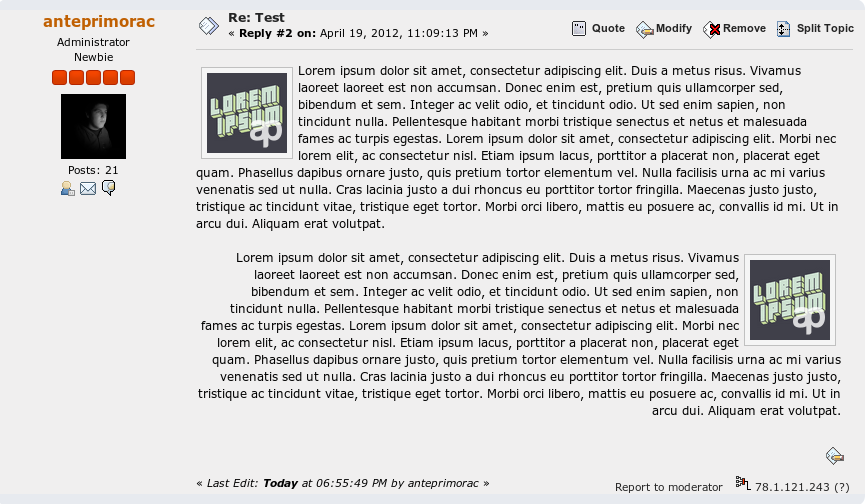 anteprimorac
Administrator
Newbie
Posts: 21
Re: Test
« Reply #2 on: April 19, 2012, 11:09:13 PM »
Quote Modify Remove Split Topic
LOREM
IPSUM
ap
Lorem ipsum dolor sit amet, consectetur adipiscing elit. Duis a metus risus. Vivamus
laoreet laoreet est non accumsan. Donec enim est, pretium quis ullamcorper sed,
bibendum et sem. Integer ac velit odio, et tincidunt odio. Ut sed enim sapien, non
tincidunt nulla. Pellentesque habitant morbi tristique senectus et netus et malesuada
fames ac turpis egestas. Lorem ipsum dolor sit amet, consectetur adipiscing elit. Morbi nec
lorem elit, ac consectetur nisl. Etiam ipsum lacus, porttitor a placerat non, placerat eget
quam. Phasellus dapibus ornare justo, quis pretium tortor elementum vel. Nulla facilisis urna ac mi varius
venenatis sed ut nulla. Cras lacinia justo a dui rhoncus eu porttitor tortor fringilla. Maecenas justo justo,
tristique ac tincidunt vitae, tristique eget tortor. Morbi orci libero, mattis eu posuere ac, convallis id mi. Ut in
arcu dui. Aliquam erat volutpat.
Lorem ipsum dolor sit amet, consectetur adipiscing elit. Duis a metus risus. Vivamus
laoreet laoreet est non accumsan. Donec enim est, pretium quis ullamcorper sed,
bibendum et sem. Integer ac velit odio, et tincidunt odio. Ut sed enim sapien, non
tincidunt nulla. Pellentesque habitant morbi tristique senectus et netus et malesuada
fames ac turpis egestas. Lorem ipsum dolor sit amet, consectetur adipiscing elit. Morbi nec
lorem elit, ac consectetur nisl. Etiam ipsum lacus, porttitor a placerat non, placerat eget
quam. Phasellus dapibus ornare justo, quis pretium tortor elementum vel. Nulla facilisis urna ac mi varius
venenatis sed ut nulla. Cras lacinia justo a dui rhoncus eu porttitor tortor fringilla. Maecenas justo justo,
tristique ac tincidunt vitae, tristique eget tortor. Morbi orci libero, mattis eu posuere ac, convallis id mi. Ut in
arcu dui. Aliquam erat volutpat.
LOREM
IPSUM
ap
« Last Edit: Today at 06:55:49 PM by anteprimorac »
Report to moderator 78.1.121.243 (?)